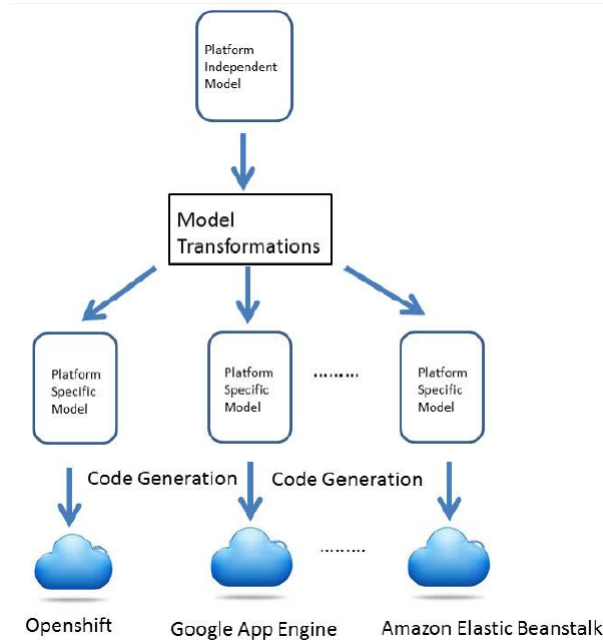 Platform
Independent
Model
Model
Transformations
Platform
Specific
Model
Platform
Specific
Model
.........
Platform
Specific
Model
Code Generation
Code Generation
.........
Openshift
Google App Engine
Amazon Elastic Beanstalk